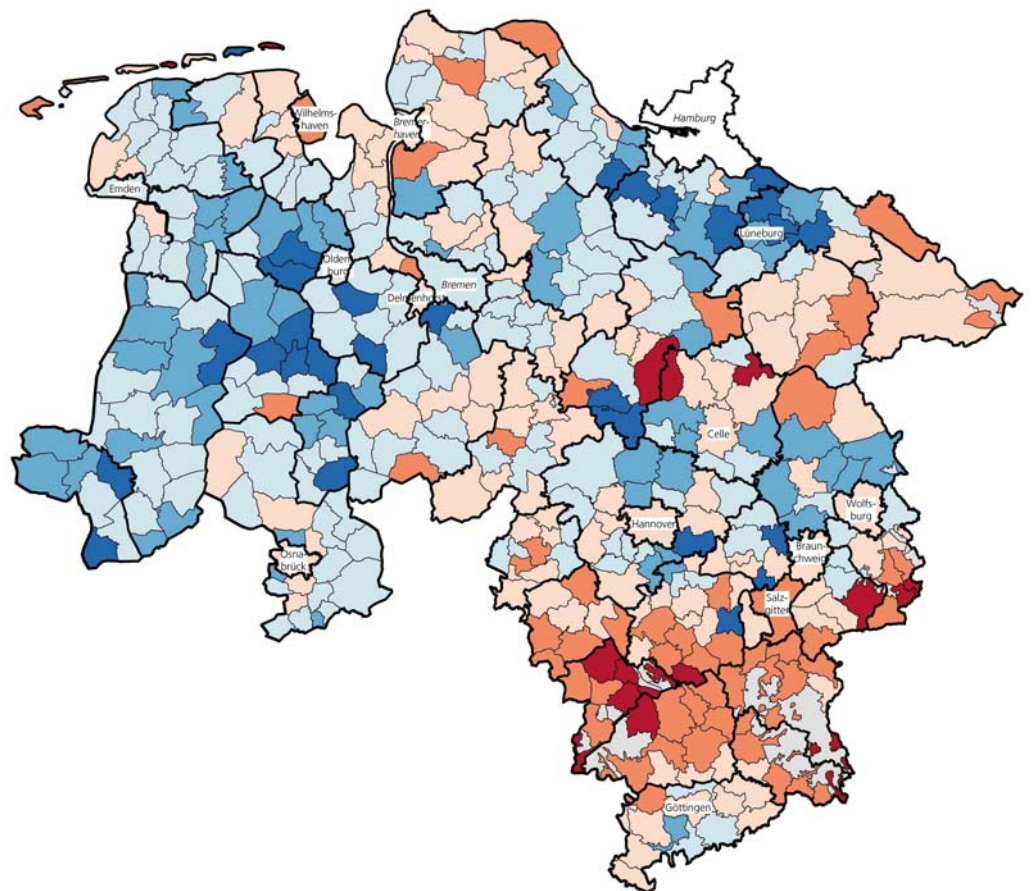 Wilhelms-
haven
Bremer-
haven
Hamburg
Emden
Lüneburg
Olden-
burg
Bremen
Delmenhorst
Celle
Wolfs-
burg
Hannover
Braun-
schweig
Osna-
brück
Salz-
gitter
Göttingen